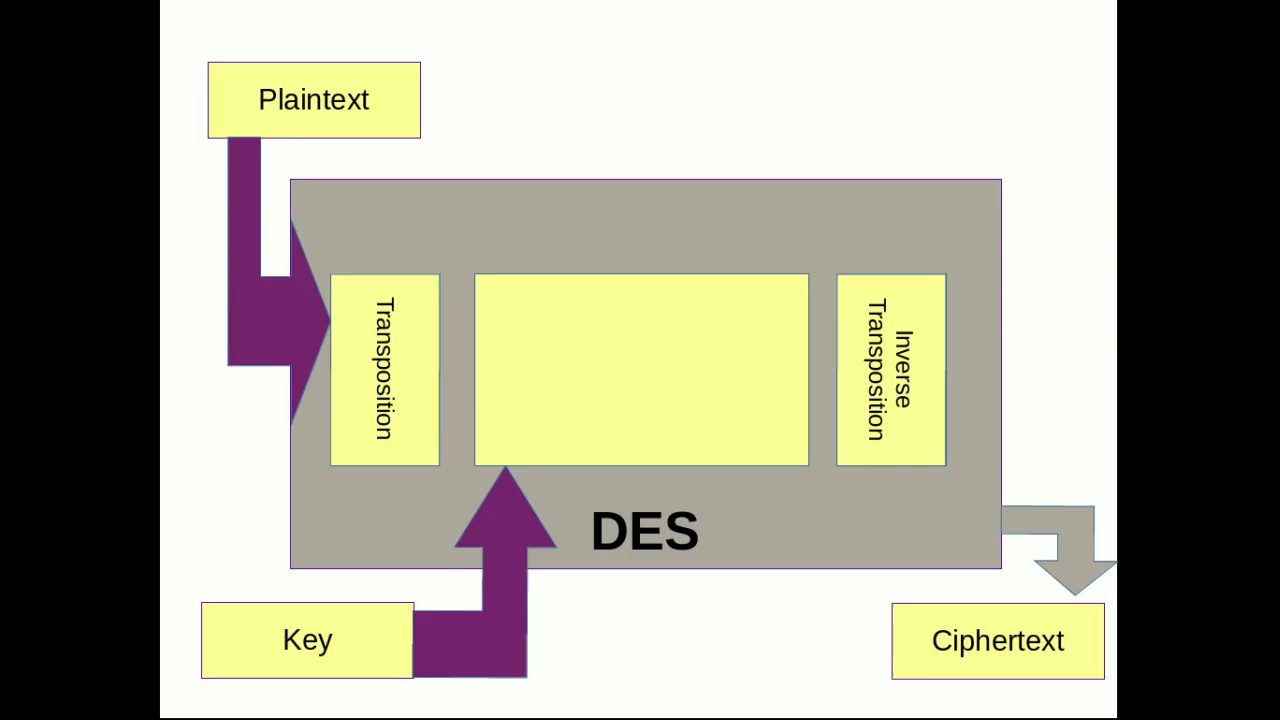 Plaintext
Transposition
Inverse
Transposition
DES
Key
Ciphertext